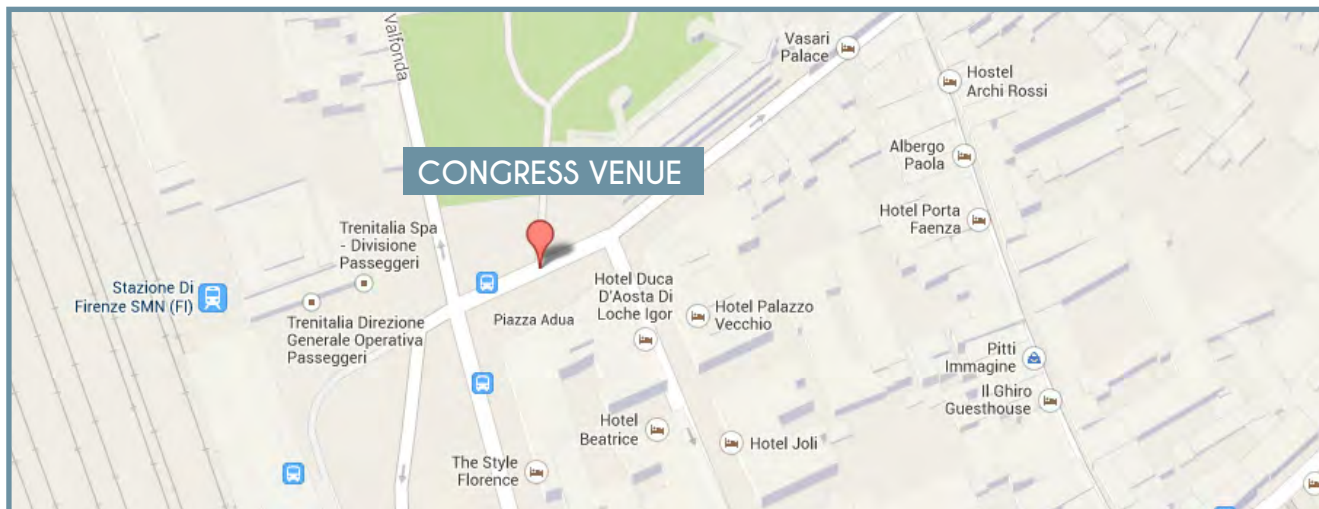 Valfonda
Vasari
Palace
Hostel
Archi Rossi
CONGRESS VENUE
Albergo
Paola
Hotel Porta
Faenza
Trenitalia Spa
- Divisione
Passeggeri
Stazione Di
Firenze SMN (FI)
Trenitalia Direzione
Generale Operativa
Passeggeri
Piazza Adua
Hotel Duca
D'Aosta Di
Loche Igor
Hotel Palazzo
Vecchio
Pitti
Immagine
Il Ghiro
Guesthouse
Hotel
Beatrice
Hotel Joli
The Style
Florence